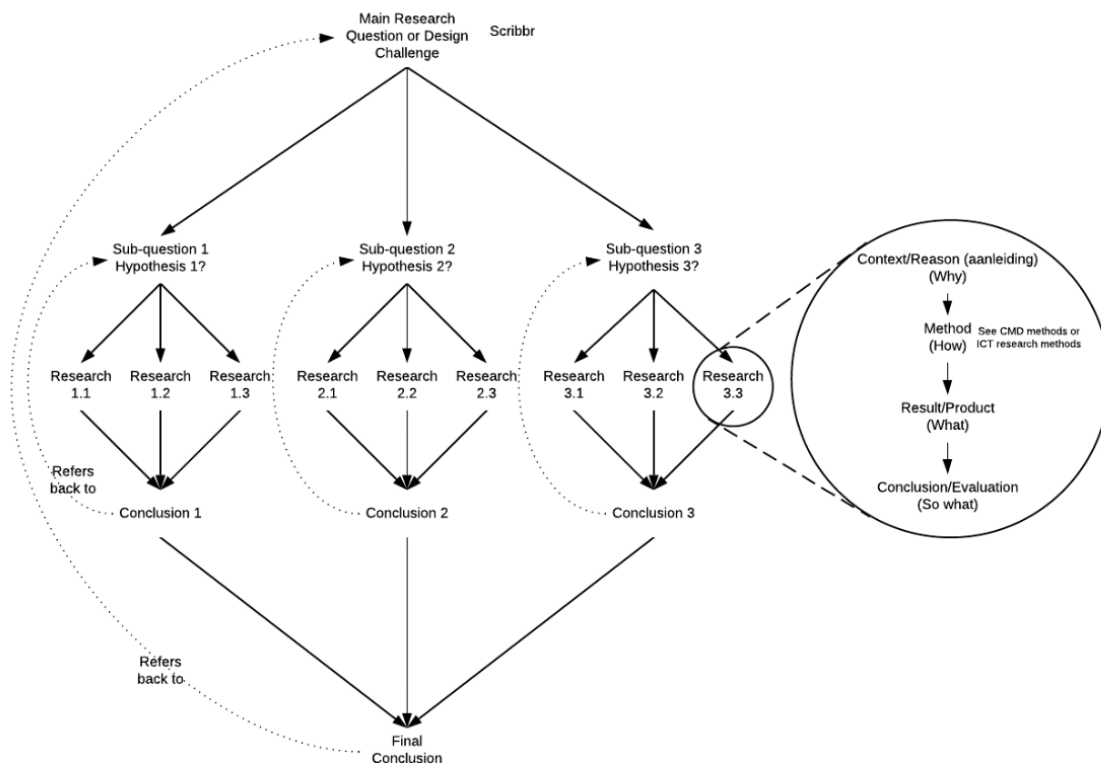 Main Research
Question or Design
Challenge
Scribbr
Sub-question 1
Hypothesis 1?
Sub-question 2
Hypothesis 2?
Sub-question 3
Hypothesis 3?
Research
1.1
Research
1.2
Research
1.3
Research
2.1
Research
2.2
Research
2.3
Research
3.1
Research
3.2
Research
3.3
Refers
back to
Conclusion 1
Conclusion 2
Conclusion 3
Refers
back to
Final
Conclusion
Context/Reason (aanleiding)
(Why)
Method
(How)
See CMD methods or
ICT research methods
Result/Product
(What)
Conclusion/Evaluation
(So what)